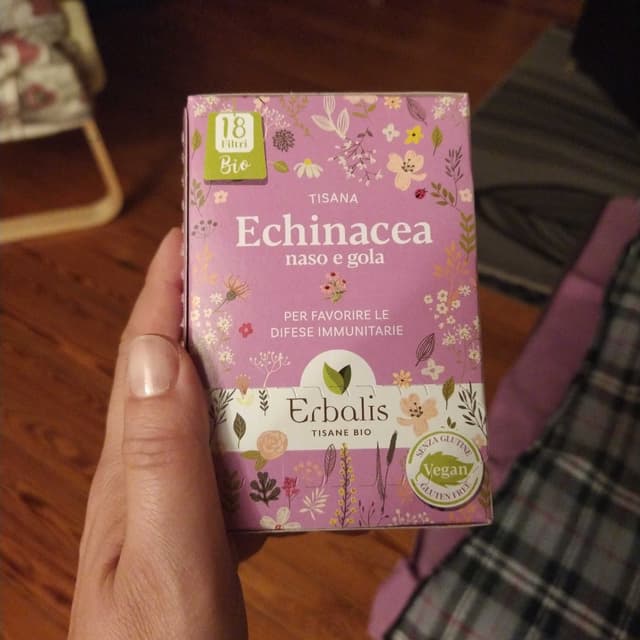 18
Filtri
Bio
TISANA
Echinacea
naso e gola
PER FAVORIRE LE
DIFESE IMMUNITARIE
Erbalis
TISANE BIO
SENZA GLUTINE
Vegan
GLUTEN FREE